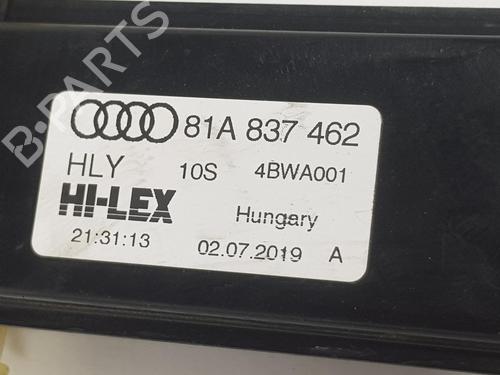 B-PARTS
81A 837 462
HLY 10S 4BWA001
HI-LEX Hungary
21:31:13 02.07.2019 A